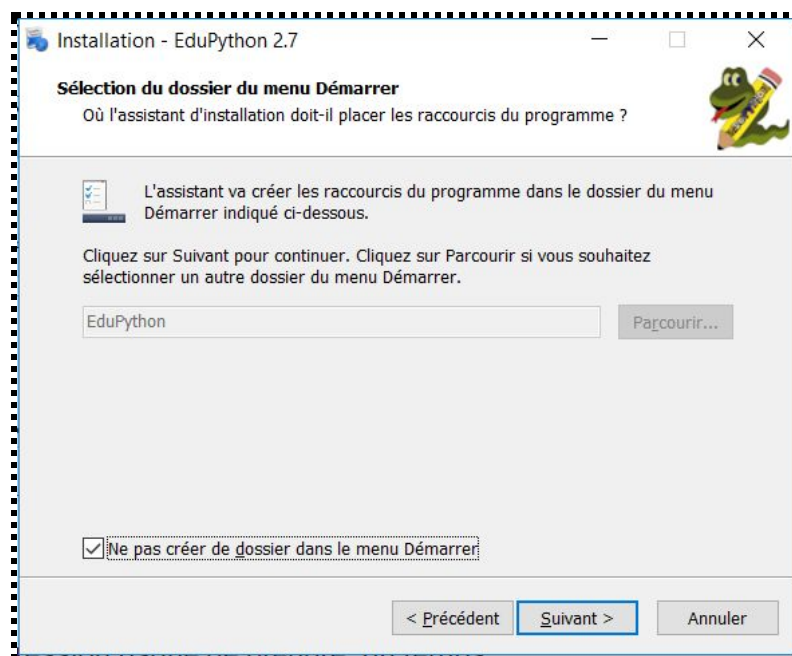 Installation - EduPython 2.7
Sélection du dossier du menu Démarrer
Où l'assistant d'installation doit-il placer les raccourcis du programme ?
L'assistant va créer les raccourcis du programme dans le dossier du menu
Démarrer indiqué ci-dessous.
Cliquez sur Suivant pour continuer. Cliquez sur Parcourir si vous souhaitez
sélectionner un autre dossier du menu Démarrer.
EduPython
Parcourir...
Ne pas créer de dossier dans le menu Démarrer
< Précédent
Suivant >
Annuler